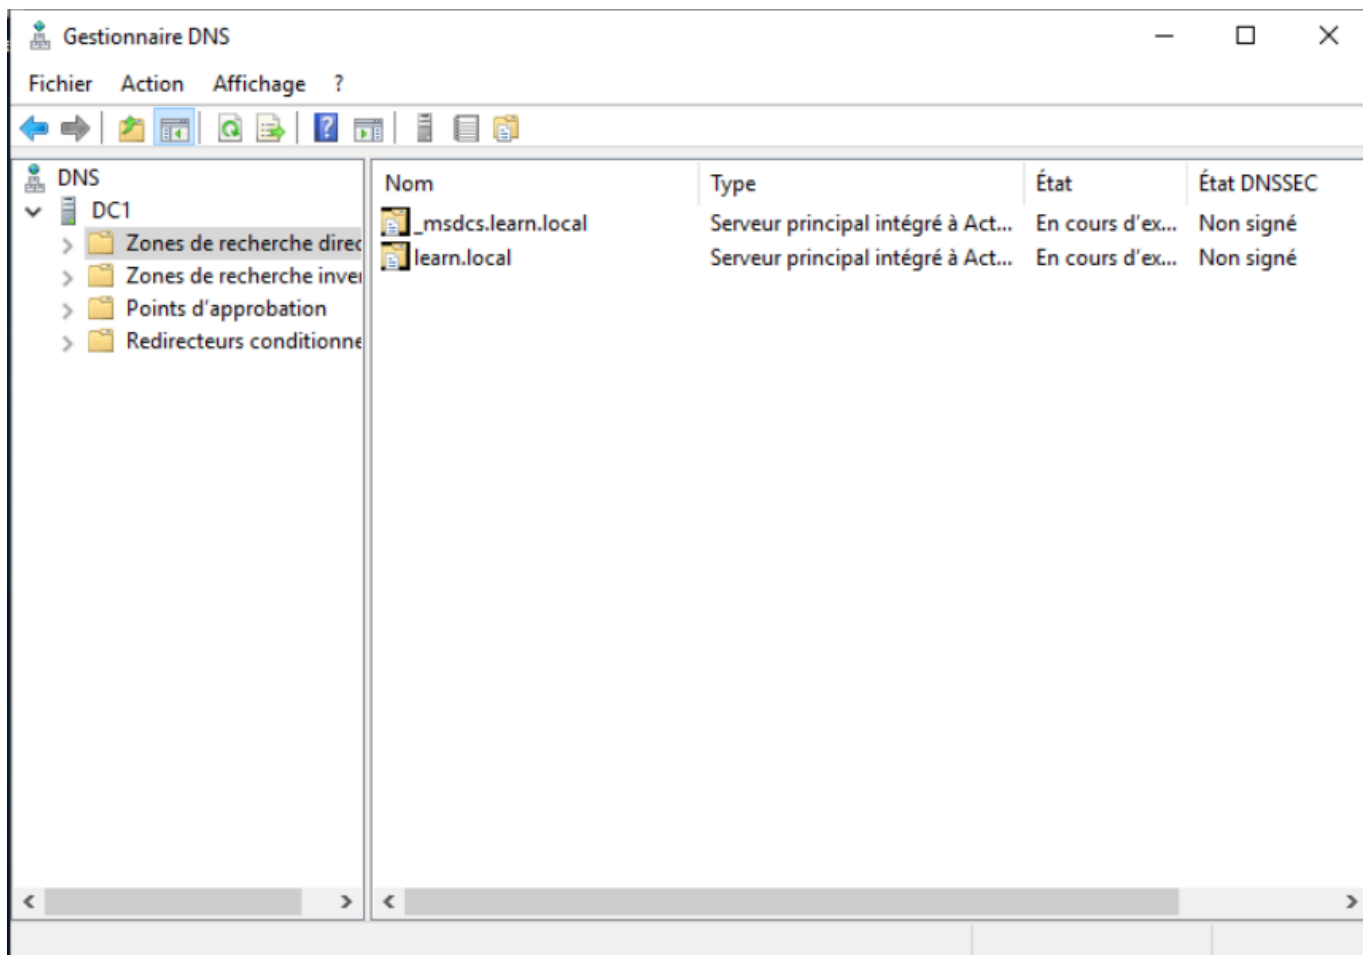 Gestionnaire DNS
Fichier Action Affichage ?
DNS
DC1
Zones de recherche direc
Zones de recherche inver
Points d'approbation
Redirecteurs conditionne
Nom Type État État DNSSEC
_msdcs.learn.local Serveur principal intégré à Act... En cours d'ex... Non signé
learn.local Serveur principal intégré à Act... En cours d'ex... Non signé